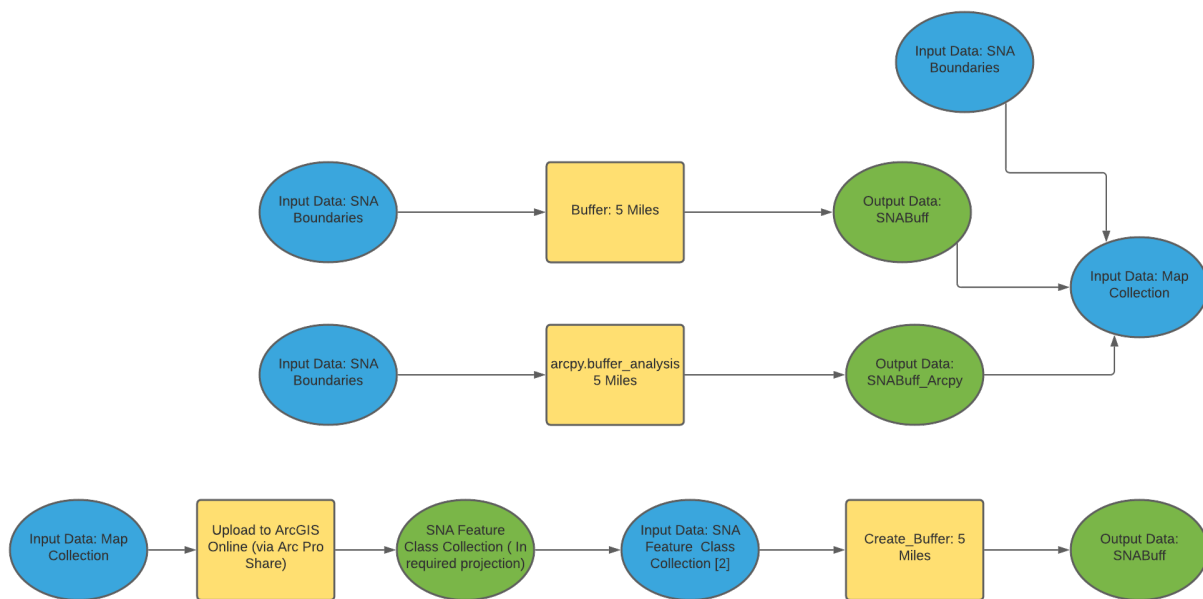 Input Data: SNA
Boundaries
Input Data: SNA
Boundaries
Buffer: 5 Miles
Output Data:
SNABuff
Input Data: Map
Collection
Input Data: SNA
Boundaries
arcpy.buffer_analysis
5 Miles
Output Data:
SNABuff_Arcpy
Input Data: Map
Collection
Upload to ArcGIS
Online (via Arc Pro
Share)
SNA Feature
Class Collection ( In
required projection)
Input Data: SNA
Feature  Class
Collection [2]
Create_Buffer: 5
Miles
Output Data:
SNABuff